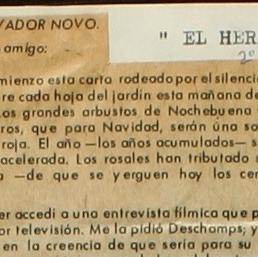 VADOR NOVO.
" EL HER
amigo:
2º
mienzo esta carta rodeado por el silenci
re cada hoja del jardín esta mañana de
os grandes arbustos de Nochebuena
ros, que para Navidad, serán una so
roja. El año —los años acumulados— s
acelerada. Los rosales han tributado
a —de que se yerguen hoy los cer
er accedí a una entrevista fílmica que p
or televisión. Me la pidió Deschamps; y
en la creencia de que sería para su